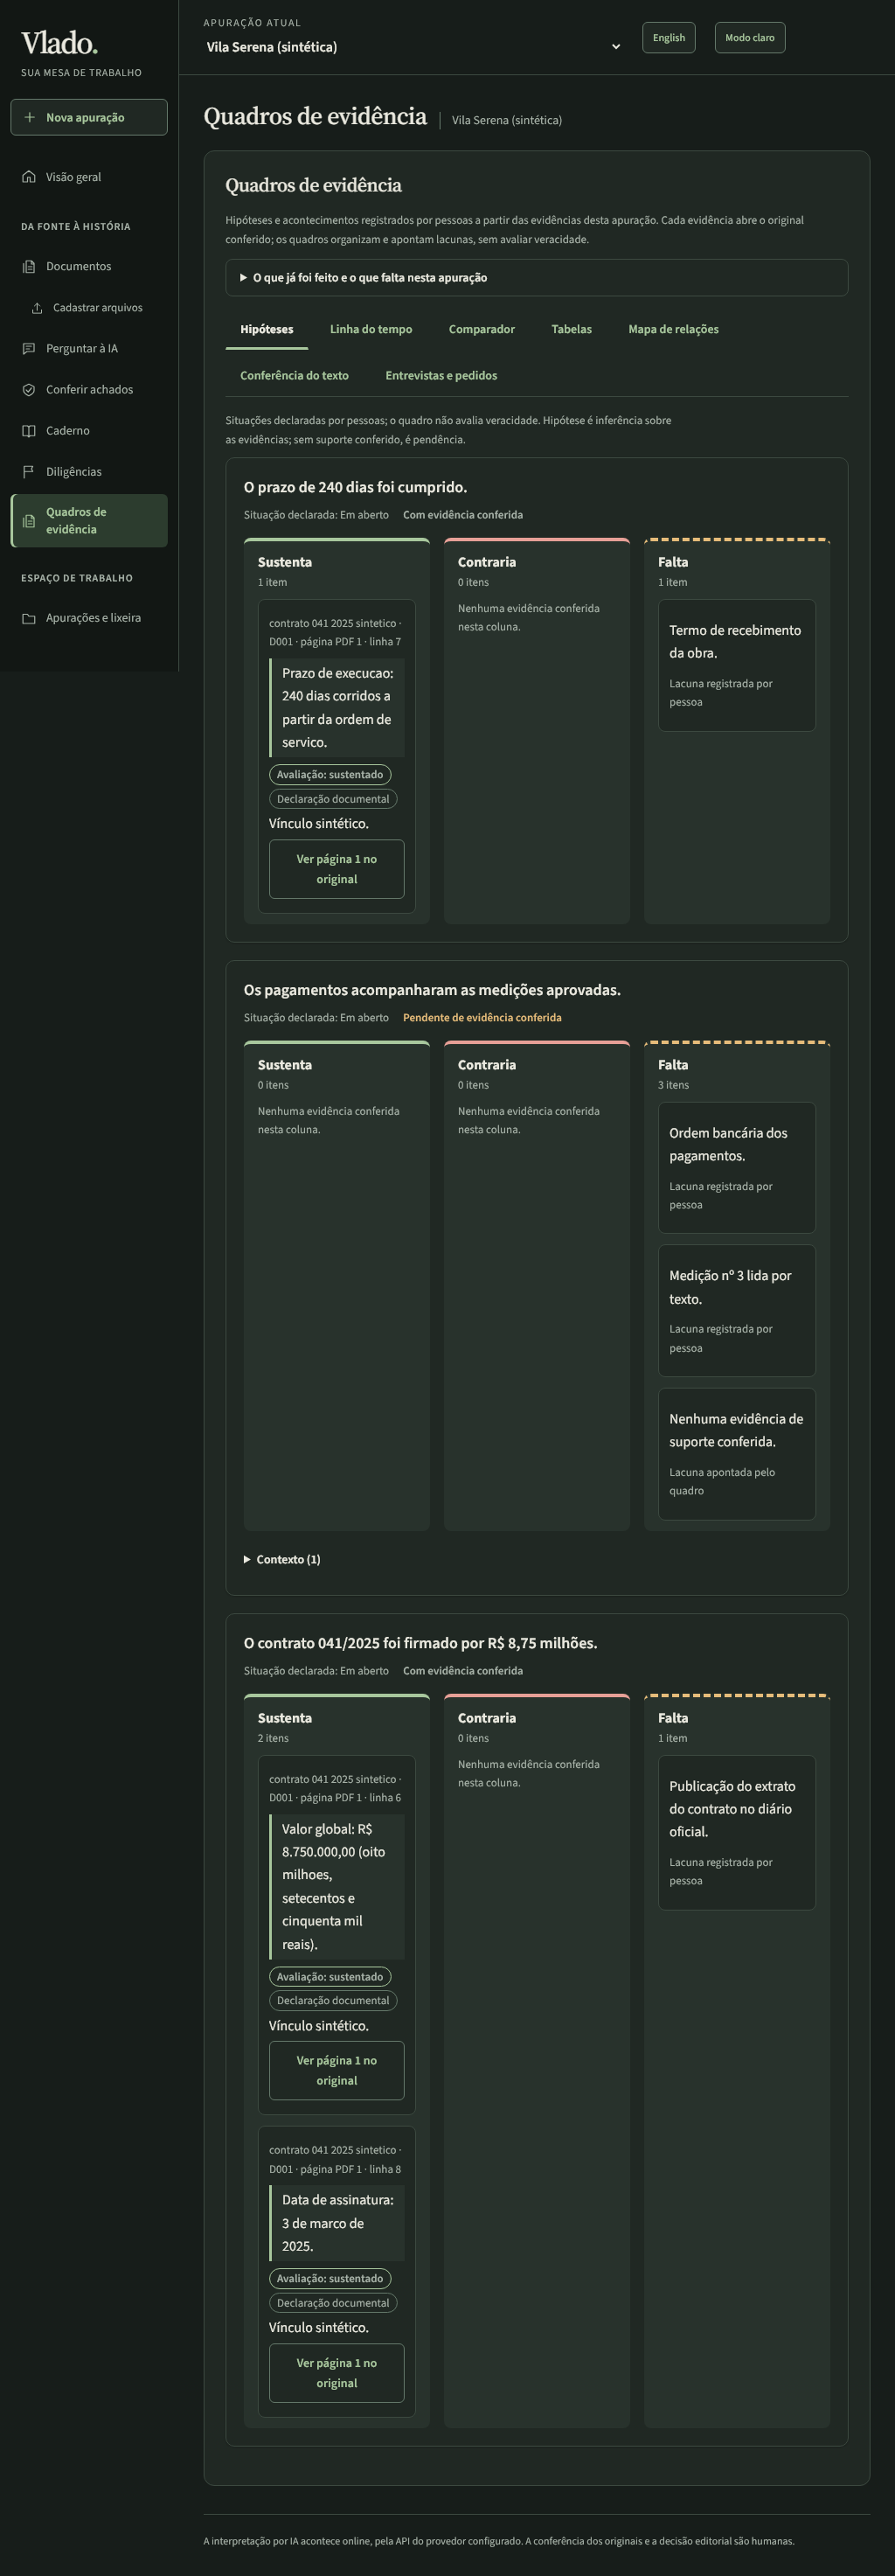 Vlado.
SUA MESA DE TRABALHO
Nova apuração
Visão geral
DA FONTE À HISTÓRIA
Documentos
Cadastrar arquivos
Perguntar à IA
Conferir achados
Caderno
Diligências
Quadros de
evidência
ESPAÇO DE TRABALHO
Apurações e lixeira
APURAÇÃO ATUAL
Vila Serena (sintética)
English
Modo claro
Quadros de evidência
Vila Serena (sintética)
Quadros de evidência
Hipóteses e acontecimentos registrados por pessoas a partir das evidências desta apuração. Cada evidência abre o original
conferido; os quadros organizam e apontam lacunas, sem avaliar veracidade.
O que já foi feito e o que falta nesta apuração
Hipóteses
Linha do tempo
Comparador
Tabelas
Mapa de relações
Conferência do texto
Entrevistas e pedidos
Situações declaradas por pessoas; o quadro não avalia veracidade. Hipótese é inferência sobre
as evidências; sem suporte conferido, é pendência.
O prazo de 240 dias foi cumprido.
Situação declarada: Em aberto
Com evidência conferida
Sustenta
1 item
contrato 041 2025 sintetico ·
D001 · página PDF 1 · linha 7
Prazo de execucao:
240 dias corridos a
partir da ordem de
servico.
Avaliação: sustentado
Declaração documental
Vínculo sintético.
Ver página 1 no
original
Contraria
0 itens
Nenhuma evidência conferida
nesta coluna.
Falta
1 item
Termo de recebimento
da obra.
Lacuna registrada por
pessoa
Os pagamentos acompanharam as medições aprovadas.
Situação declarada: Em aberto
Pendente de evidência conferida
Sustenta
0 itens
Nenhuma evidência conferida
nesta coluna.
Contraria
0 itens
Nenhuma evidência conferida
nesta coluna.
Falta
3 itens
Ordem bancária dos
pagamentos.
Lacuna registrada por
pessoa
Medição nº 3 lida por
texto.
Lacuna registrada por
pessoa
Nenhuma evidência de
suporte conferida.
Lacuna apontada pelo
quadro
Contexto (1)
O contrato 041/2025 foi firmado por R$ 8,75 milhões.
Situação declarada: Em aberto
Com evidência conferida
Sustenta
2 itens
contrato 041 2025 sintetico ·
D001 · página PDF 1 · linha 6
Valor global: R$
8.750.000,00 (oito
milhoes,
setecentos e
cinquenta mil
reais).
Avaliação: sustentado
Declaração documental
Vínculo sintético.
Ver página 1 no
original
contrato 041 2025 sintetico ·
D001 · página PDF 1 · linha 8
Data de assinatura:
3 de marco de
2025.
Avaliação: sustentado
Declaração documental
Vínculo sintético.
Ver página 1 no
original
Contraria
0 itens
Nenhuma evidência conferida
nesta coluna.
Falta
1 item
Publicação do extrato
do contrato no diário
oficial.
Lacuna registrada por
pessoa
A interpretação por IA acontece online, pela API do provedor configurado. A conferência dos originais e a decisão editorial são humanas.